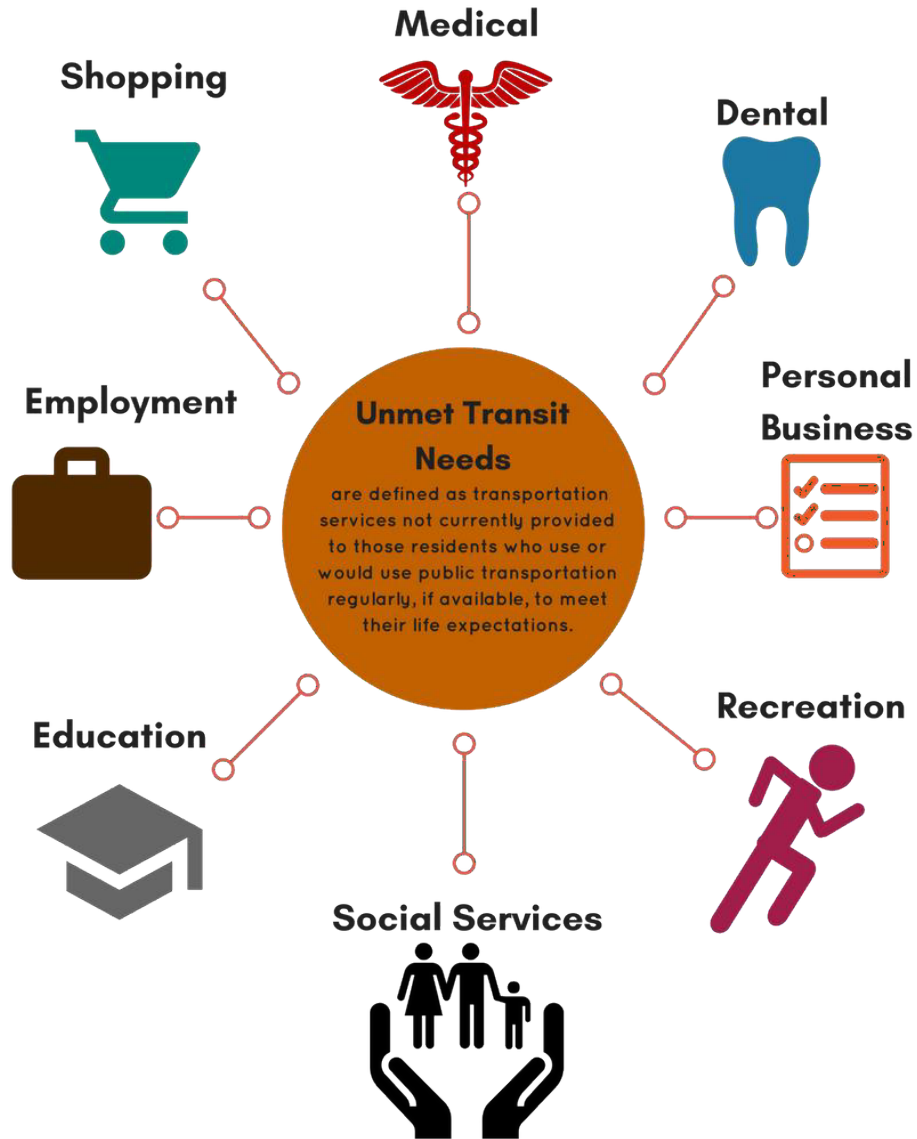 Medical
Shopping
Dental
Personal
Business
Employment
Unmet Transit
Needs
are defined as transportation
services not currently provided
to those residents who use or
would use public transportation
regularly, if available, to meet
their life expectations.
Recreation
Education
Social Services